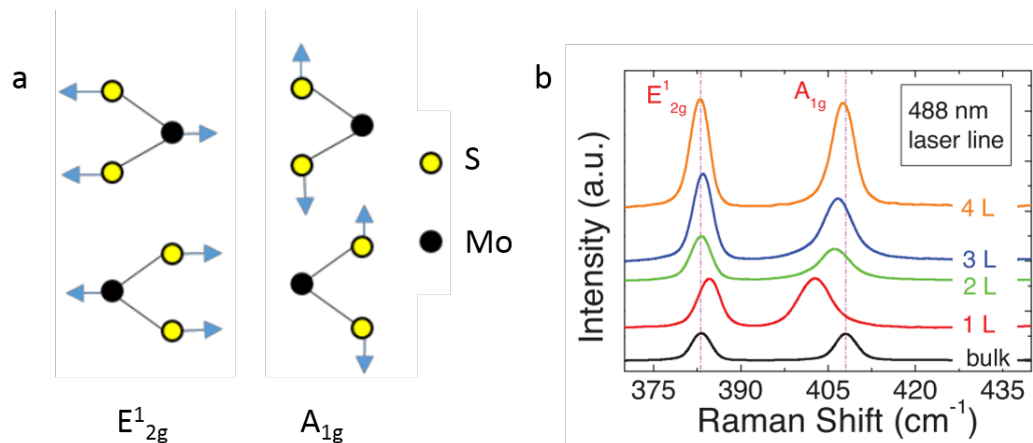 a
S
Mo
E¹₂g
A₁g
b
E¹₂g
A₁g
488 nm
laser line
4 L
3 L
2 L
1 L
bulk
Intensity (a.u.)
375 390 405 420 435
Raman Shift (cm⁻¹)